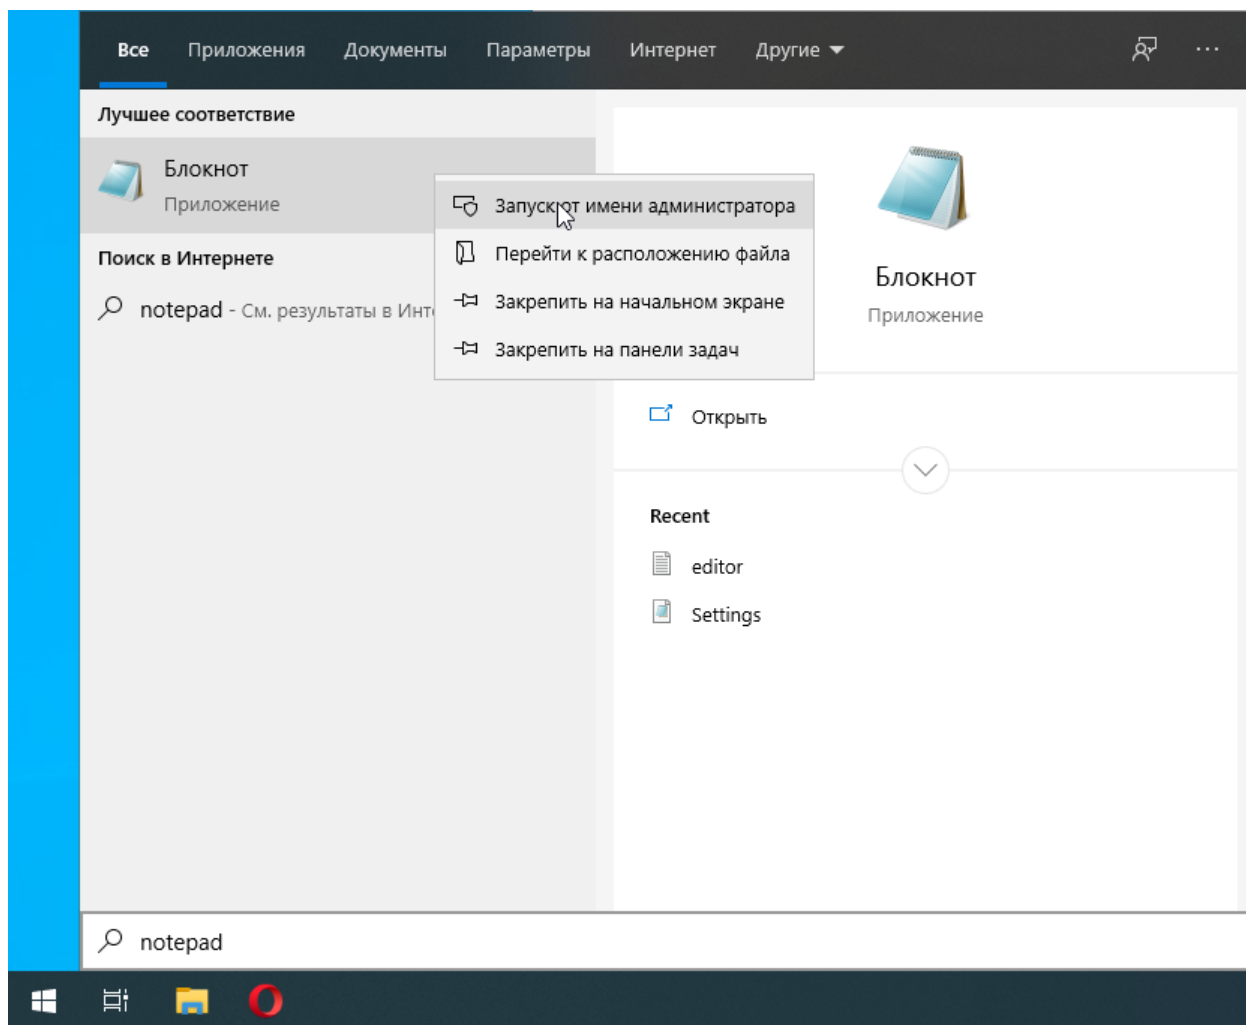 Все Приложения Документы Параметры Интернет Другие
Лучшее соответствие
Блокнот
Приложение
Запуск от имени администратора
Перейти к расположению файла
Закрепить на начальном экране
Закрепить на панели задач
Поиск в Интернете
notepad - См. результаты в
Блокнот
Приложение
Открыть
Recent
editor
Settings
notepad